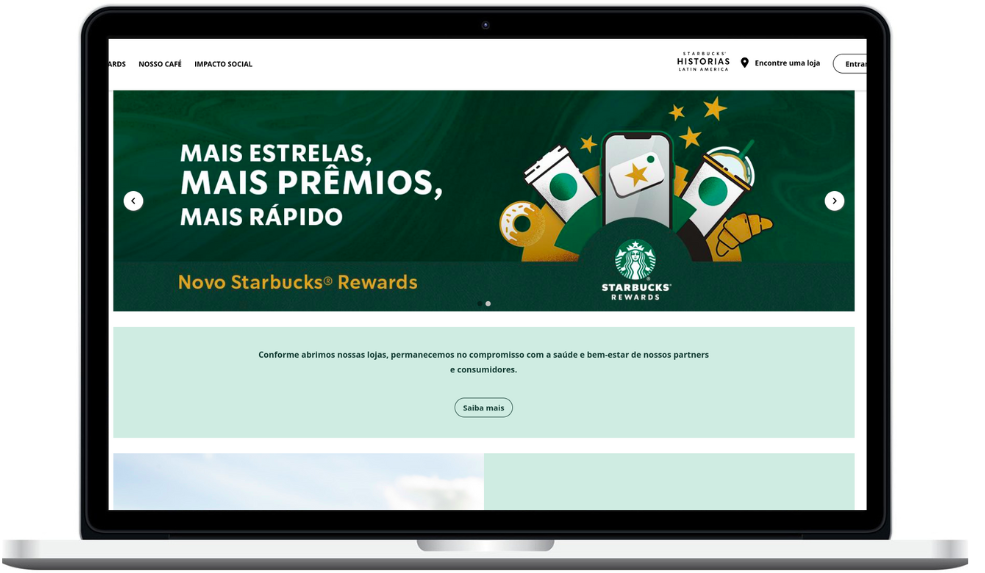 ARDS
NOSSO CAFÉ
IMPACTO SOCIAL
STARBUCKS®
HISTORIAS
LATIN AMERICA
Encontre uma loja
Entrar
MAIS ESTRELAS,
MAIS PRÊMIOS,
MAIS RÁPIDO
Novo Starbucks® Rewards
STARBUCKS®
REWARDS
Conforme abrimos nossas lojas, permanecemos no compromisso com a saúde e bem-estar de nossos partners
e consumidores.
Saiba mais